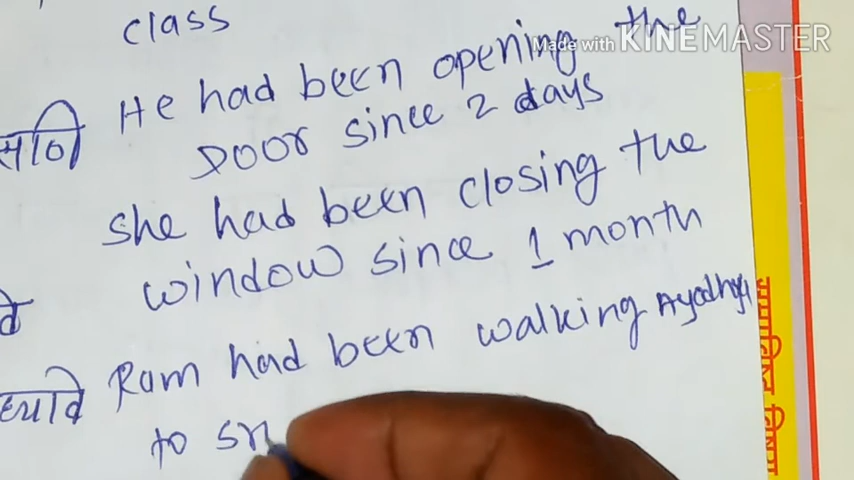 class
Made with KINEMASTER
He had been opening the
Door since 2 days
she had been closing the
window since 1 month
Ram had been walking Ayodhya
to sr